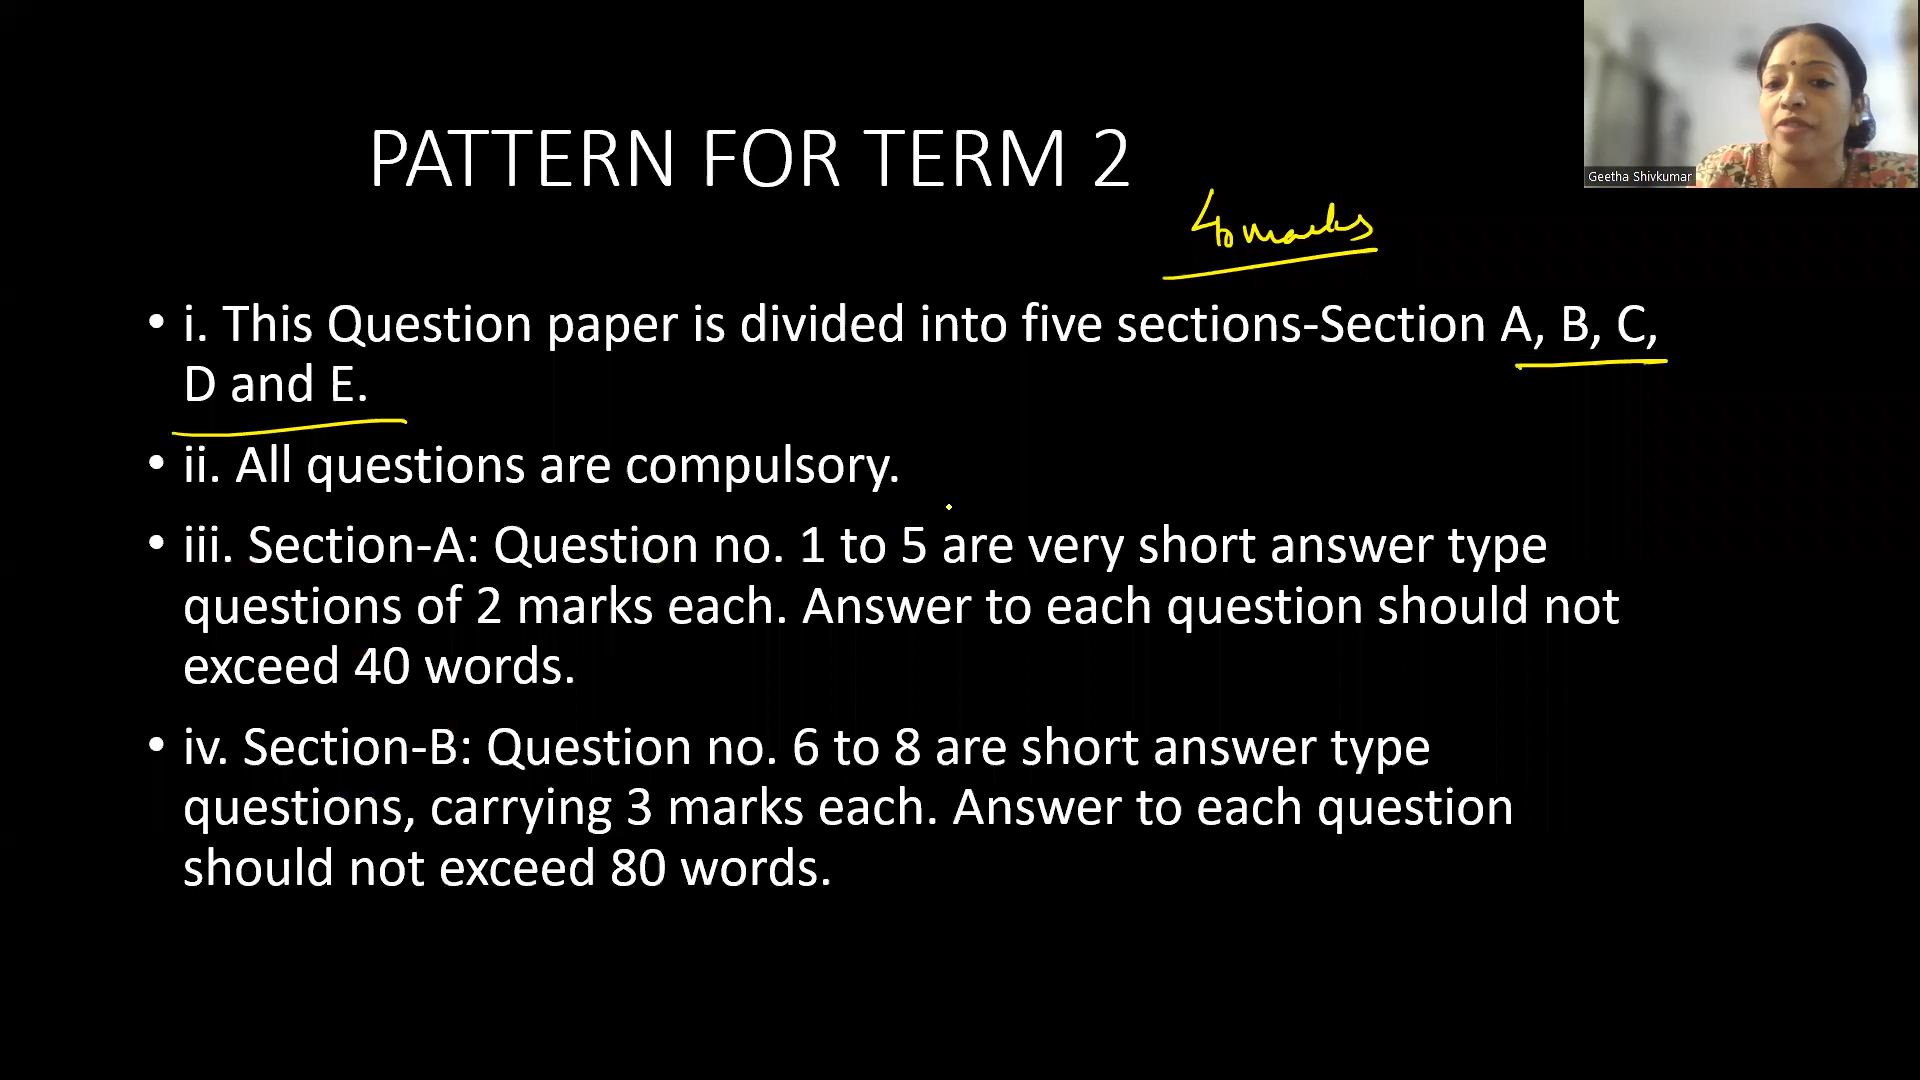 Geetha Shivkumar
PATTERN FOR TERM 2
40 marks
• i. This Question paper is divided into five sections-Section A, B, C,
D and E.
• ii. All questions are compulsory.
• iii. Section-A: Question no. 1 to 5 are very short answer type
questions of 2 marks each. Answer to each question should not
exceed 40 words.
• iv. Section-B: Question no. 6 to 8 are short answer type
questions, carrying 3 marks each. Answer to each question
should not exceed 80 words.